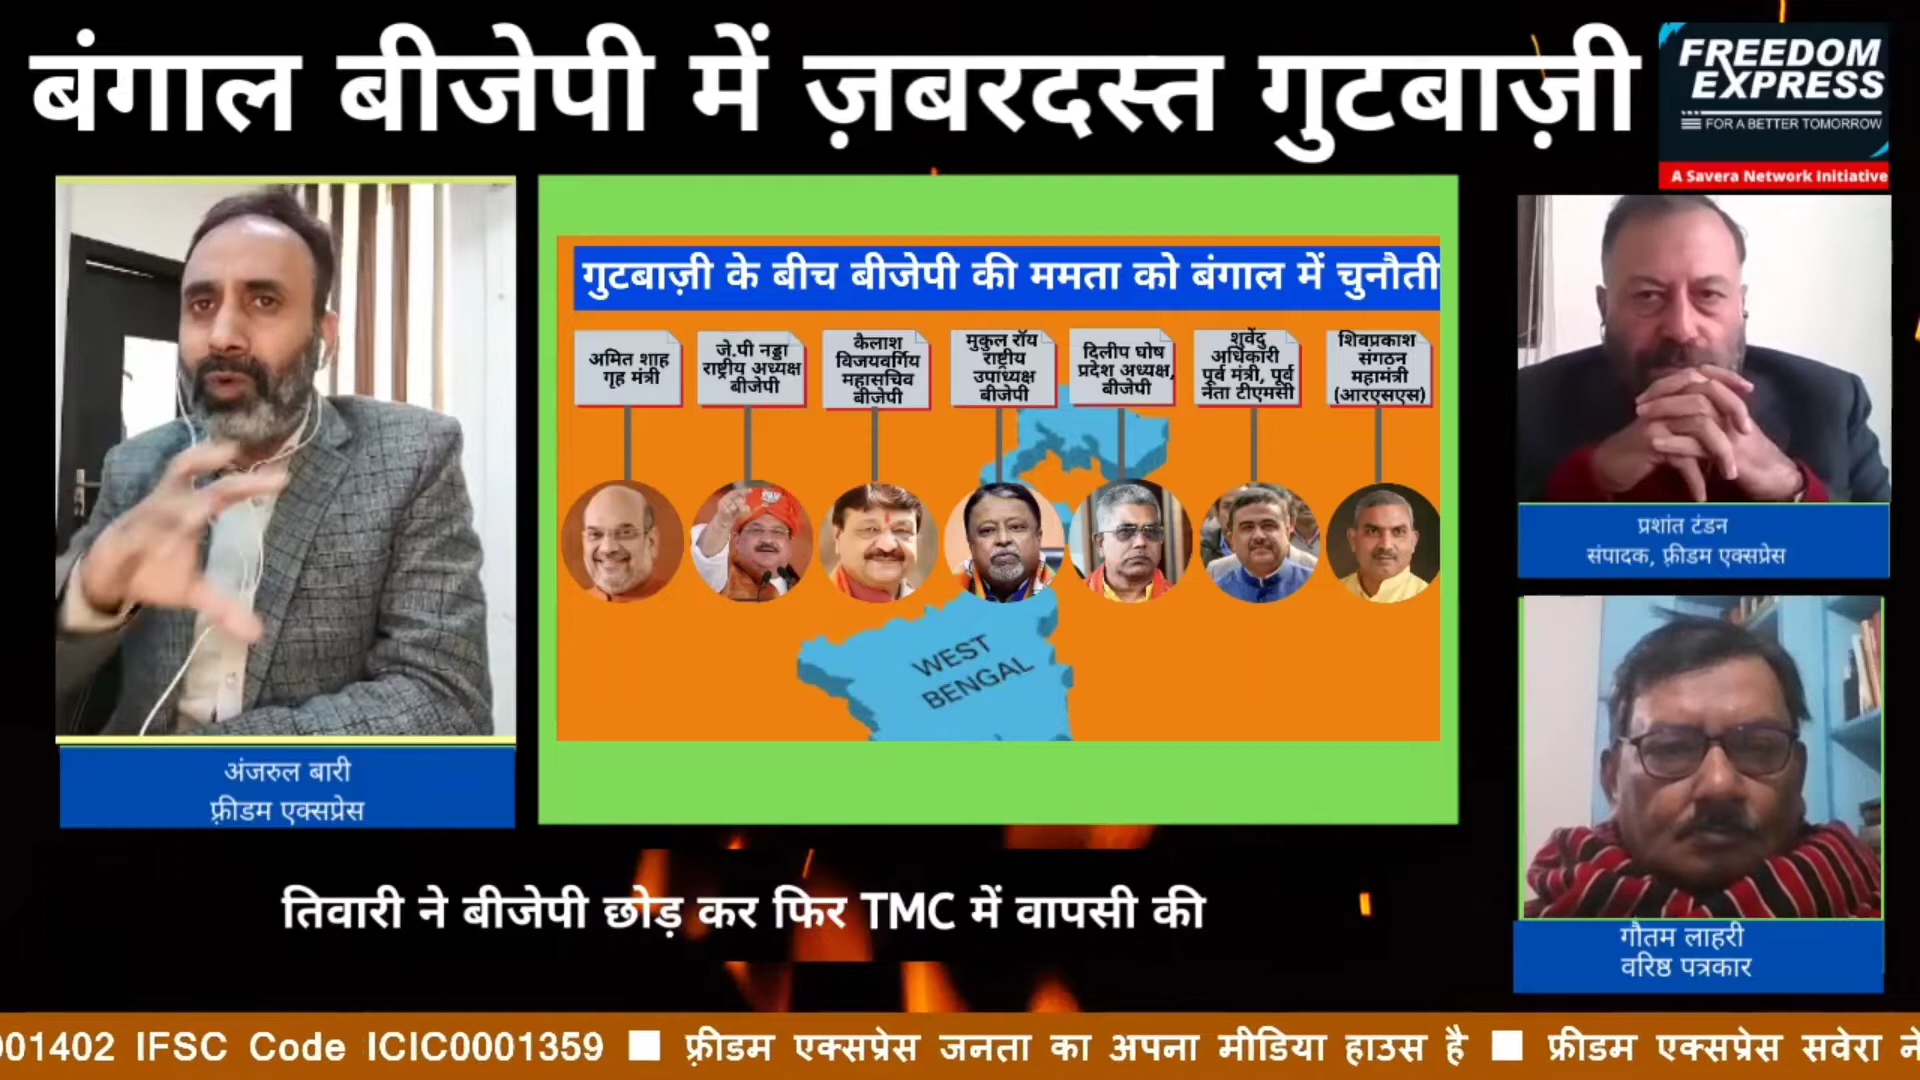 बंगाल बीजेपी में ज़बरदस्त गुटबाज़ी
FREEDOM
EXPRESS
FOR A BETTER TOMORROW
A Savera Network Initiative
गुटबाज़ी के बीच बीजेपी की ममता को बंगाल में चुनौती
अमित शाह
गृह मंत्री
जे.पी नड्डा
राष्ट्रीय अध्यक्ष
बीजेपी
कैलाश
विजयवर्गिय
महासचिव
बीजेपी
मुकुल रॉय
राष्ट्रीय
उपाध्यक्ष
बीजेपी
दिलीप घोष
प्रदेश अध्यक्ष,
बीजेपी
शुवेंदु
अधिकारी
पूर्व मंत्री, पूर्व
नेता टीएमसी
शिवप्रकाश
संगठन
महामंत्री
(आरएसएस)
WEST
BENGAL
प्रशांत टंडन
संपादक, फ़्रीडम एक्सप्रेस
अंजरुल बारी
फ़्रीडम एक्सप्रेस
गौतम लाहरी
वरिष्ठ पत्रकार
तिवारी ने बीजेपी छोड़ कर फिर TMC में वापसी की
001402 IFSC Code ICIC0001359 ■ फ़्रीडम एक्सप्रेस जनता का अपना मीडिया हाउस है ■ फ़्रीडम एक्सप्रेस सवेरा ने